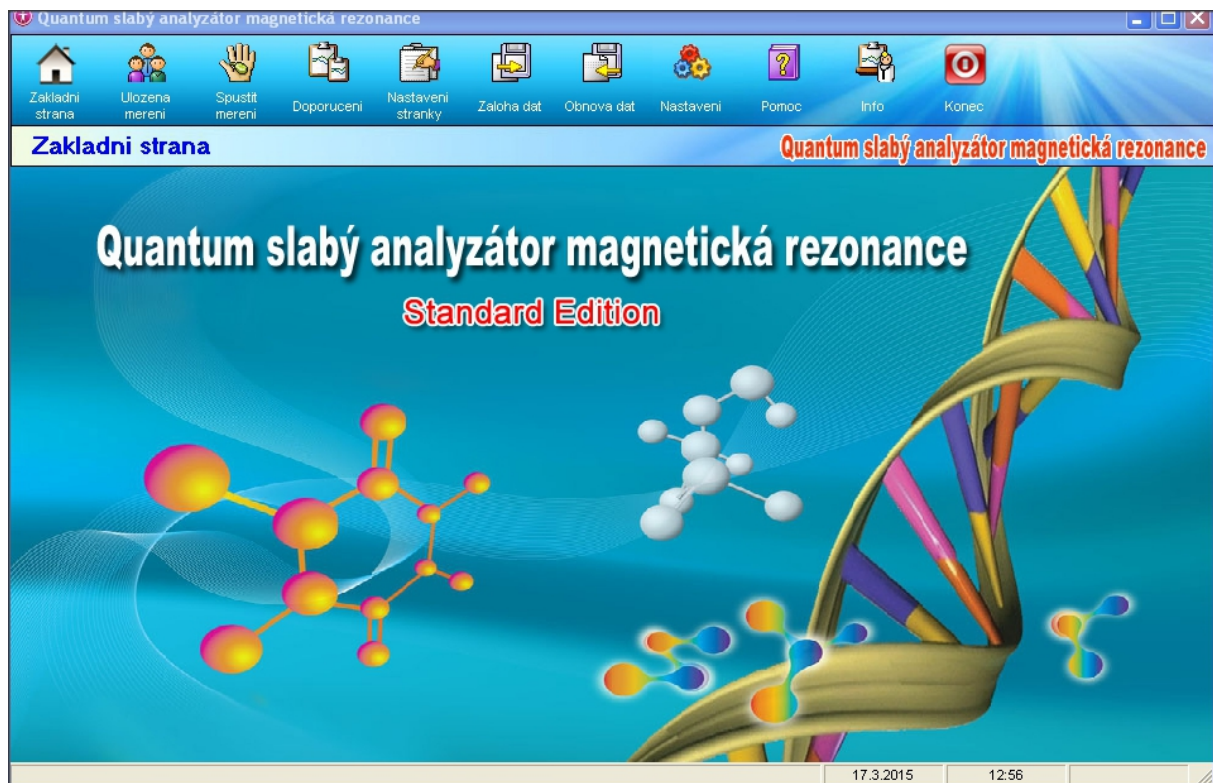 Quantum slabý analyzátor magnetická rezonance
Zakladni
strana
Ulozena
mereni
Spustit
mereni
Doporuceni
Nastaveni
stranky
Zaloha dat
Obnova dat
Nastaveni
Pomoc
Info
Konec
Zakladni strana
Quantum slabý analyzátor magnetická rezonance
Quantum slabý analyzátor magnetická rezonance
Standard Edition
17.3.2015
12:56